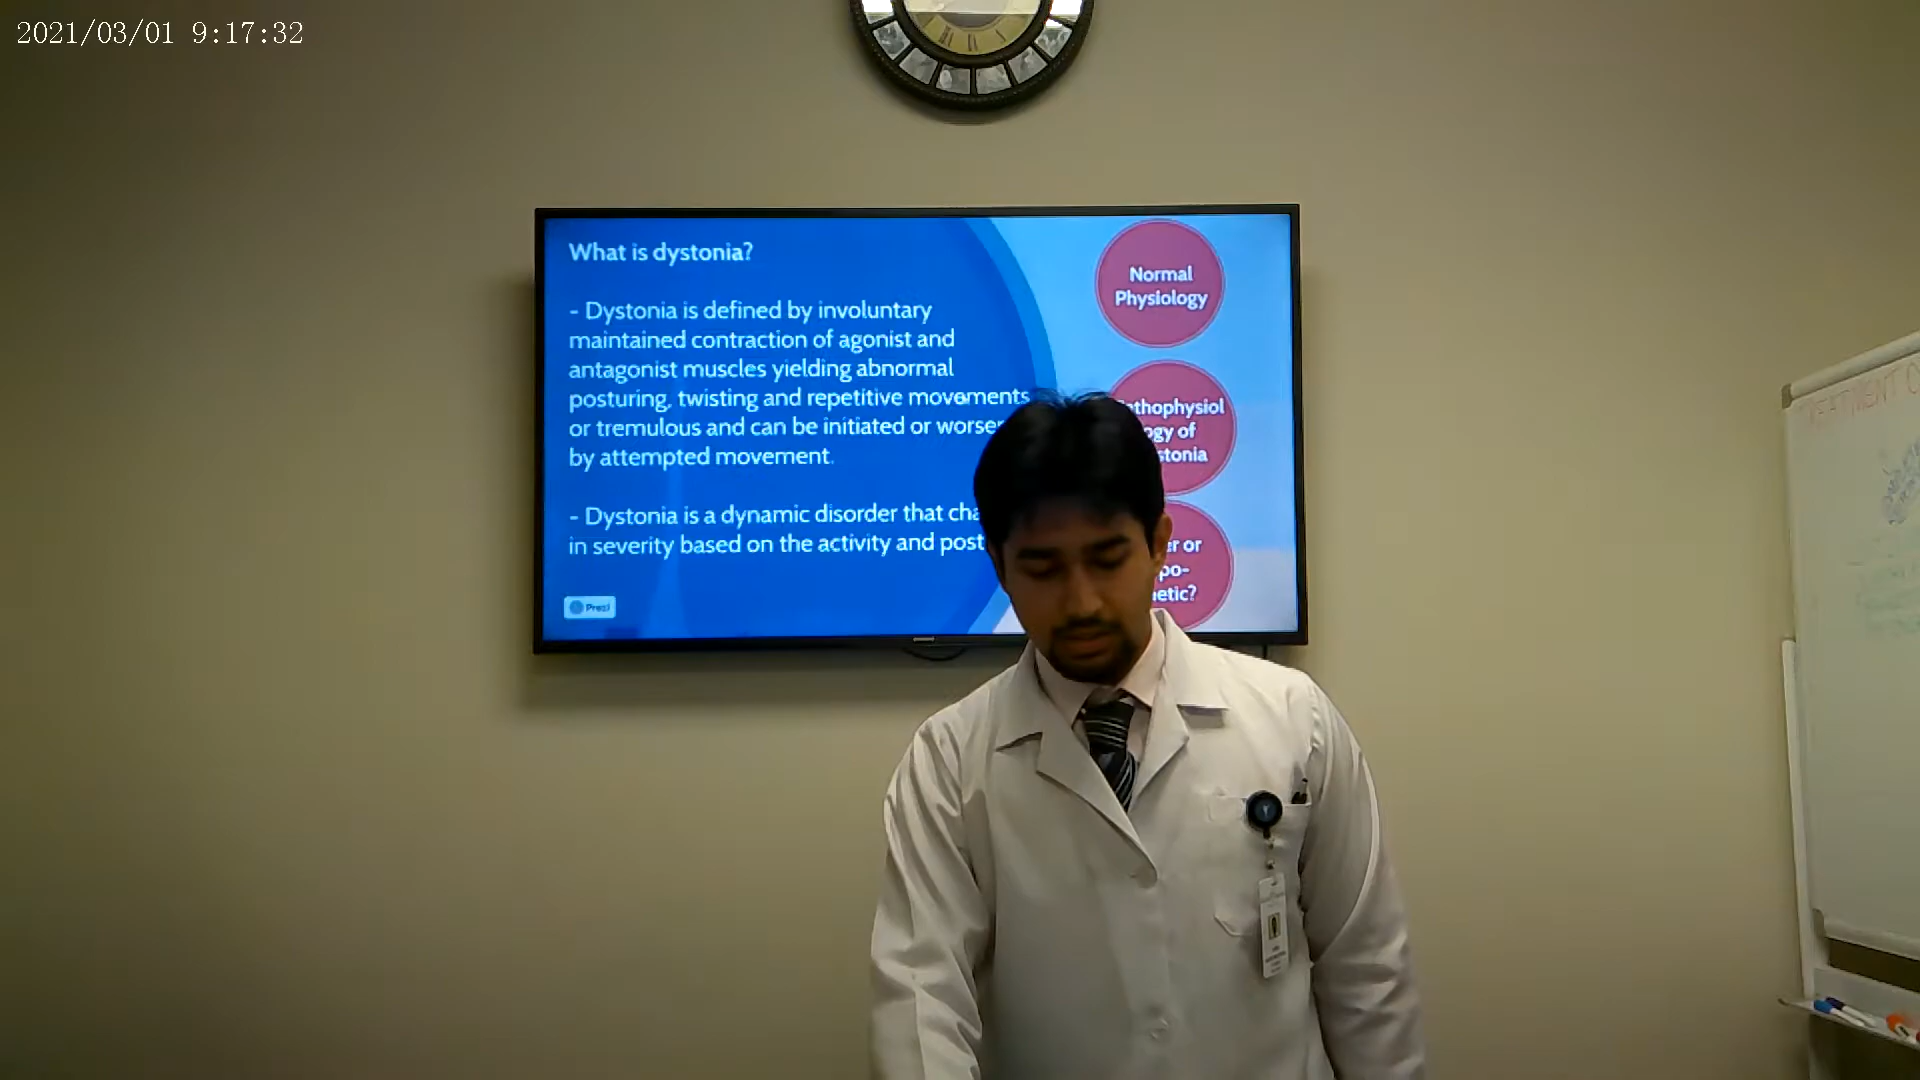 2021/03/01 9:17:32
What is dystonia?
- Dystonia is defined by involuntary
maintained contraction of agonist and
antagonist muscles yielding abnormal
posturing, twisting and repetitive movements
or tremulous and can be initiated or worsen
by attempted movement.
- Dystonia is a dynamic disorder that cha
in severity based on the activity and post
Prezi
Normal
Physiology
thophysiol
ogy of
stonia
er or
po-
netic?
TREATMENT